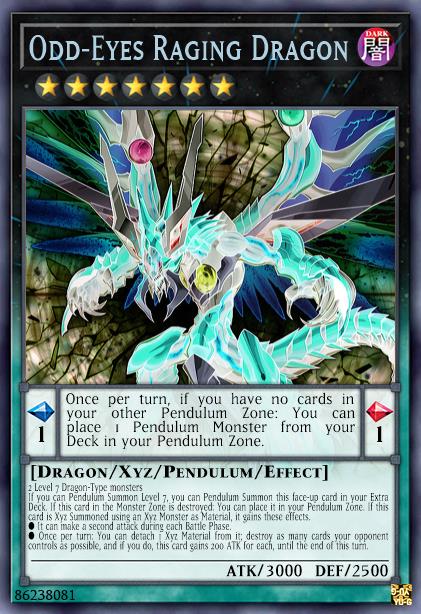 Odd-Eyes Raging Dragon
DARK
闇
Once per turn, if you have no cards in
your other Pendulum Zone: You can
place 1 Pendulum Monster from your
Deck in your Pendulum Zone.
1
1
[Dragon/Xyz/Pendulum/Effect]
2 Level 7 Dragon-Type monsters
If you can Pendulum Summon Level 7, you can Pendulum Summon this face-up card in your Extra
Deck. If this card in the Monster Zone is destroyed: You can place it in your Pendulum Zone. If this
card is Xyz Summoned using an Xyz Monster as Material, it gains these effects.
● It can make a second attack during each Battle Phase.
● Once per turn: You can detach 1 Xyz Material from it; destroy as many cards your opponent
controls as possible, and if you do, this card gains 200 ATK for each, until the end of this turn.
ATK/3000 DEF/2500
86238081